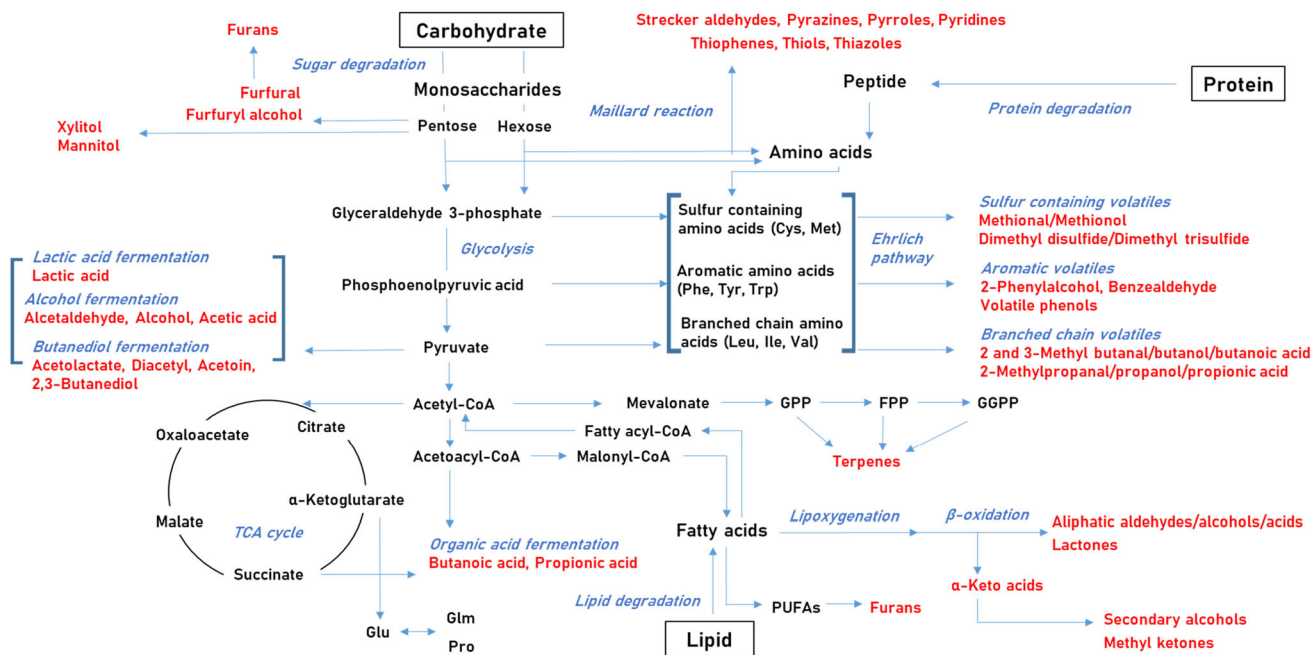 Strecker aldehydes, Pyrazines, Pyrroles, Pyridines
Thiophenes, Thiols, Thiazoles
Furans
Carbohydrate
Sugar degradation
Monosaccharides
Peptide
Protein
Furfural
Furfuryl alcohol
Maillard reaction
Protein degradation
Xylitol
Mannitol
Pentose
Hexose
Amino acids
Glyceraldehyde 3-phosphate
Sulfur containing
amino acids (Cys, Met)
Sulfur containing volatiles
Methional/Methionol
Dimethyl disulfide/Dimethyl trisulfide
Glycolysis
Ehrlich
pathway
Lactic acid fermentation
Lactic acid
Alcohol fermentation
Alcetaldehyde, Alcohol, Acetic acid
Butanediol fermentation
Acetolactate, Diacetyl, Acetoin,
2,3-Butanediol
Phosphoenolpyruvic acid
Aromatic amino acids
(Phe, Tyr, Trp)
Aromatic volatiles
2-Phenylalcohol, Benzealdehyde
Volatile phenols
Pyruvate
Branched chain amino
acids (Leu, Ile, Val)
Branched chain volatiles
2 and 3-Methyl butanal/butanol/butanoic acid
2-Methylpropanal/propanol/propionic acid
Acetyl-CoA
Mevalonate
GPP
FPP
GGPP
Oxaloacetate
Citrate
Fatty acyl-CoA
Acetoacyl-CoA
Malonyl-CoA
Terpenes
α-Ketoglutarate
Malate
TCA cycle
Succinate
Organic acid fermentation
Butanoic acid, Propionic acid
Fatty acids
Lipoxygenation
β-oxidation
Aliphatic aldehydes/alcohols/acids
Lactones
α-Keto acids
Lipid degradation
PUFAs
Furans
Glu
Glm
Pro
Lipid
Secondary alcohols
Methyl ketones